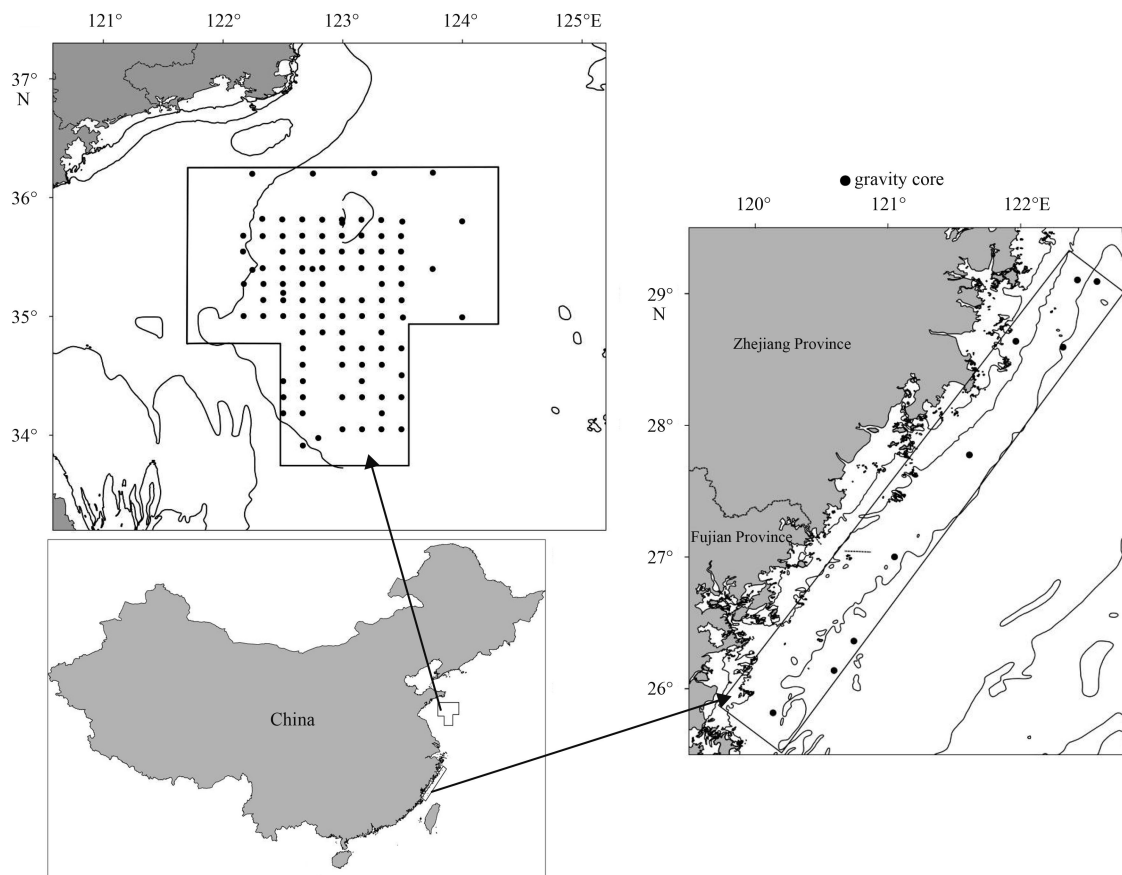 121° 122° 123° 124° 125°E
37°
N
36°
35°
34°
gravity core
120° 121° 122°E
29°
N
28°
27°
26°
Zhejiang Province
Fujian Province
China